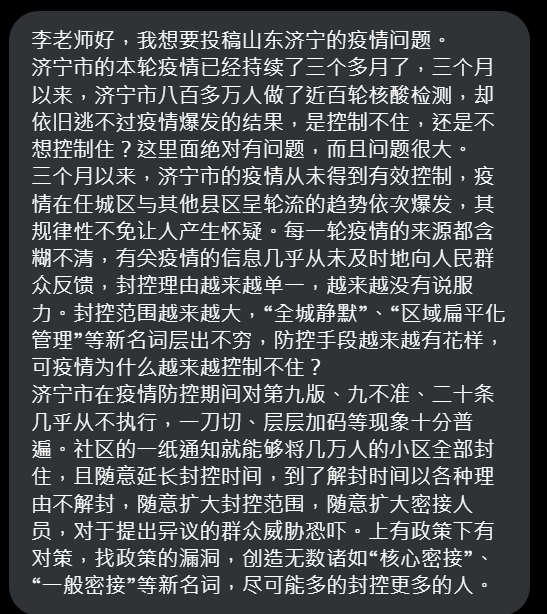 李老师好，我想要投稿山东济宁的疫情问题。
济宁市的本轮疫情已经持续了三个多月了，三个月
以来，济宁市八百多万人做了近百轮核酸检测，却
依旧逃不过疫情爆发的结果，是控制不住，还是不
想控制住？这里面绝对有问题，而且问题很大。
三个月以来，济宁市的疫情从未得到有效控制，疫
情在任城区与其他县区呈轮流的趋势依次爆发，其
规律性不免让人产生怀疑。每一轮疫情的来源都含
糊不清，有关疫情的信息几乎从未及时地向人民群
众反馈，封控理由越来越单一，越来越没有说服
力。封控范围越来越大，“全城静默”、“区域扁平化
管理”等新名词层出不穷，防控手段越来越有花样，
可疫情为什么越来越控制不住？
济宁市在疫情防控期间对第九版、九不准、二十条
几乎从不执行，一刀切、层层加码等现象十分普
遍。社区的一纸通知就能够将几万人的小区全部封
住，且随意延长封控时间，到了解封时间以各种理
由不解封，随意扩大封控范围，随意扩大密接人
员，对于提出异议的群众威胁恐吓。上有政策下有
对策，找政策的漏洞，创造无数诸如“核心密接”、
“一般密接”等新名词，尽可能多的封控更多的人。